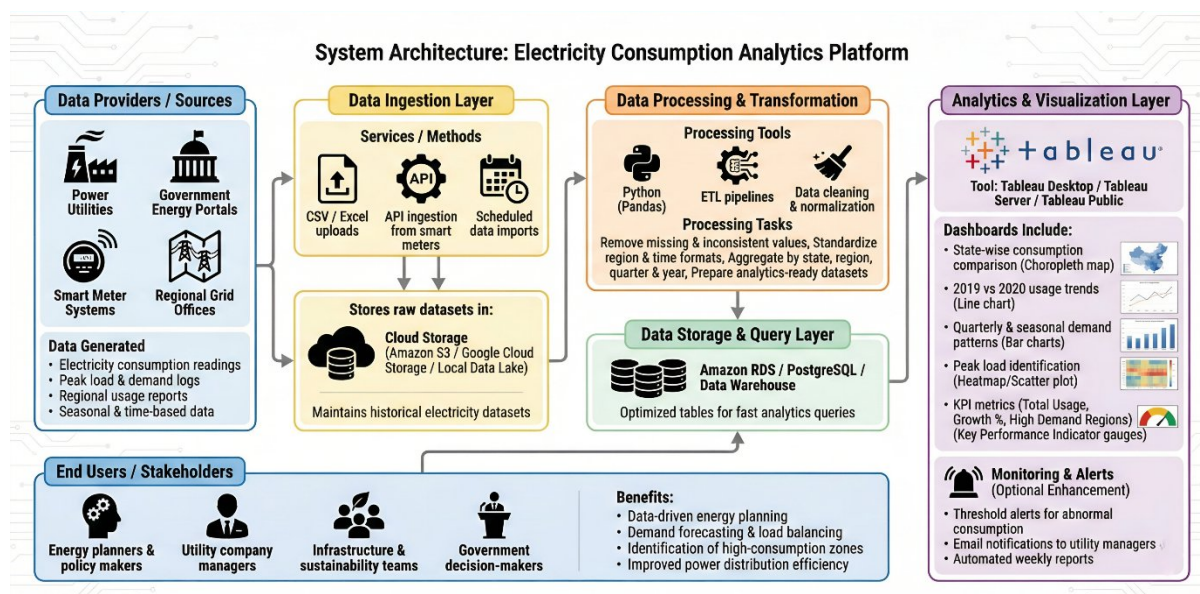 System Architecture: Electricity Consumption Analytics Platform
Data Providers / Sources
Power
Utilities
Government
Energy Portals
Smart Meter
Systems
Regional Grid
Offices
Data Generated
• Electricity consumption readings
• Peak load & demand logs
• Regional usage reports
• Seasonal & time-based data
Data Ingestion Layer
Services / Methods
CSV / Excel
uploads
API
API ingestion
from smart
meters
Scheduled
data imports
Stores raw datasets in:
Cloud Storage
(Amazon S3 / Google Cloud
Storage / Local Data Lake)
Maintains historical electricity datasets
Data Processing & Transformation
Processing Tools
Python
(Pandas)
ETL pipelines
Data cleaning
& normalization
Processing Tasks
Remove missing & inconsistent values, Standardize
region & time formats, Aggregate by state, region,
quarter & year, Prepare analytics-ready datasets
Data Storage & Query Layer
Amazon RDS / PostgreSQL /
Data Warehouse
Optimized tables for fast analytics queries
Analytics & Visualization Layer
+ableau
Tool: Tableau Desktop / Tableau
Server / Tableau Public
Dashboards Include:
• State-wise consumption
comparison (Choropleth map)
• 2019 vs 2020 usage trends
(Line chart)
• Quarterly & seasonal demand
patterns (Bar charts)
• Peak load identification
(Heatmap/Scatter plot)
• KPI metrics (Total Usage,
Growth %, High Demand Regions)
(Key Performance Indicator gauges)
Monitoring & Alerts
(Optional Enhancement)
• Threshold alerts for abnormal
consumption
• Email notifications to utility managers
• Automated weekly reports
End Users / Stakeholders
Energy planners &
policy makers
Utility company
managers
Infrastructure &
sustainability teams
Government
decision-makers
Benefits:
• Data-driven energy planning
• Demand forecasting & load balancing
• Identification of high-consumption zones
• Improved power distribution efficiency